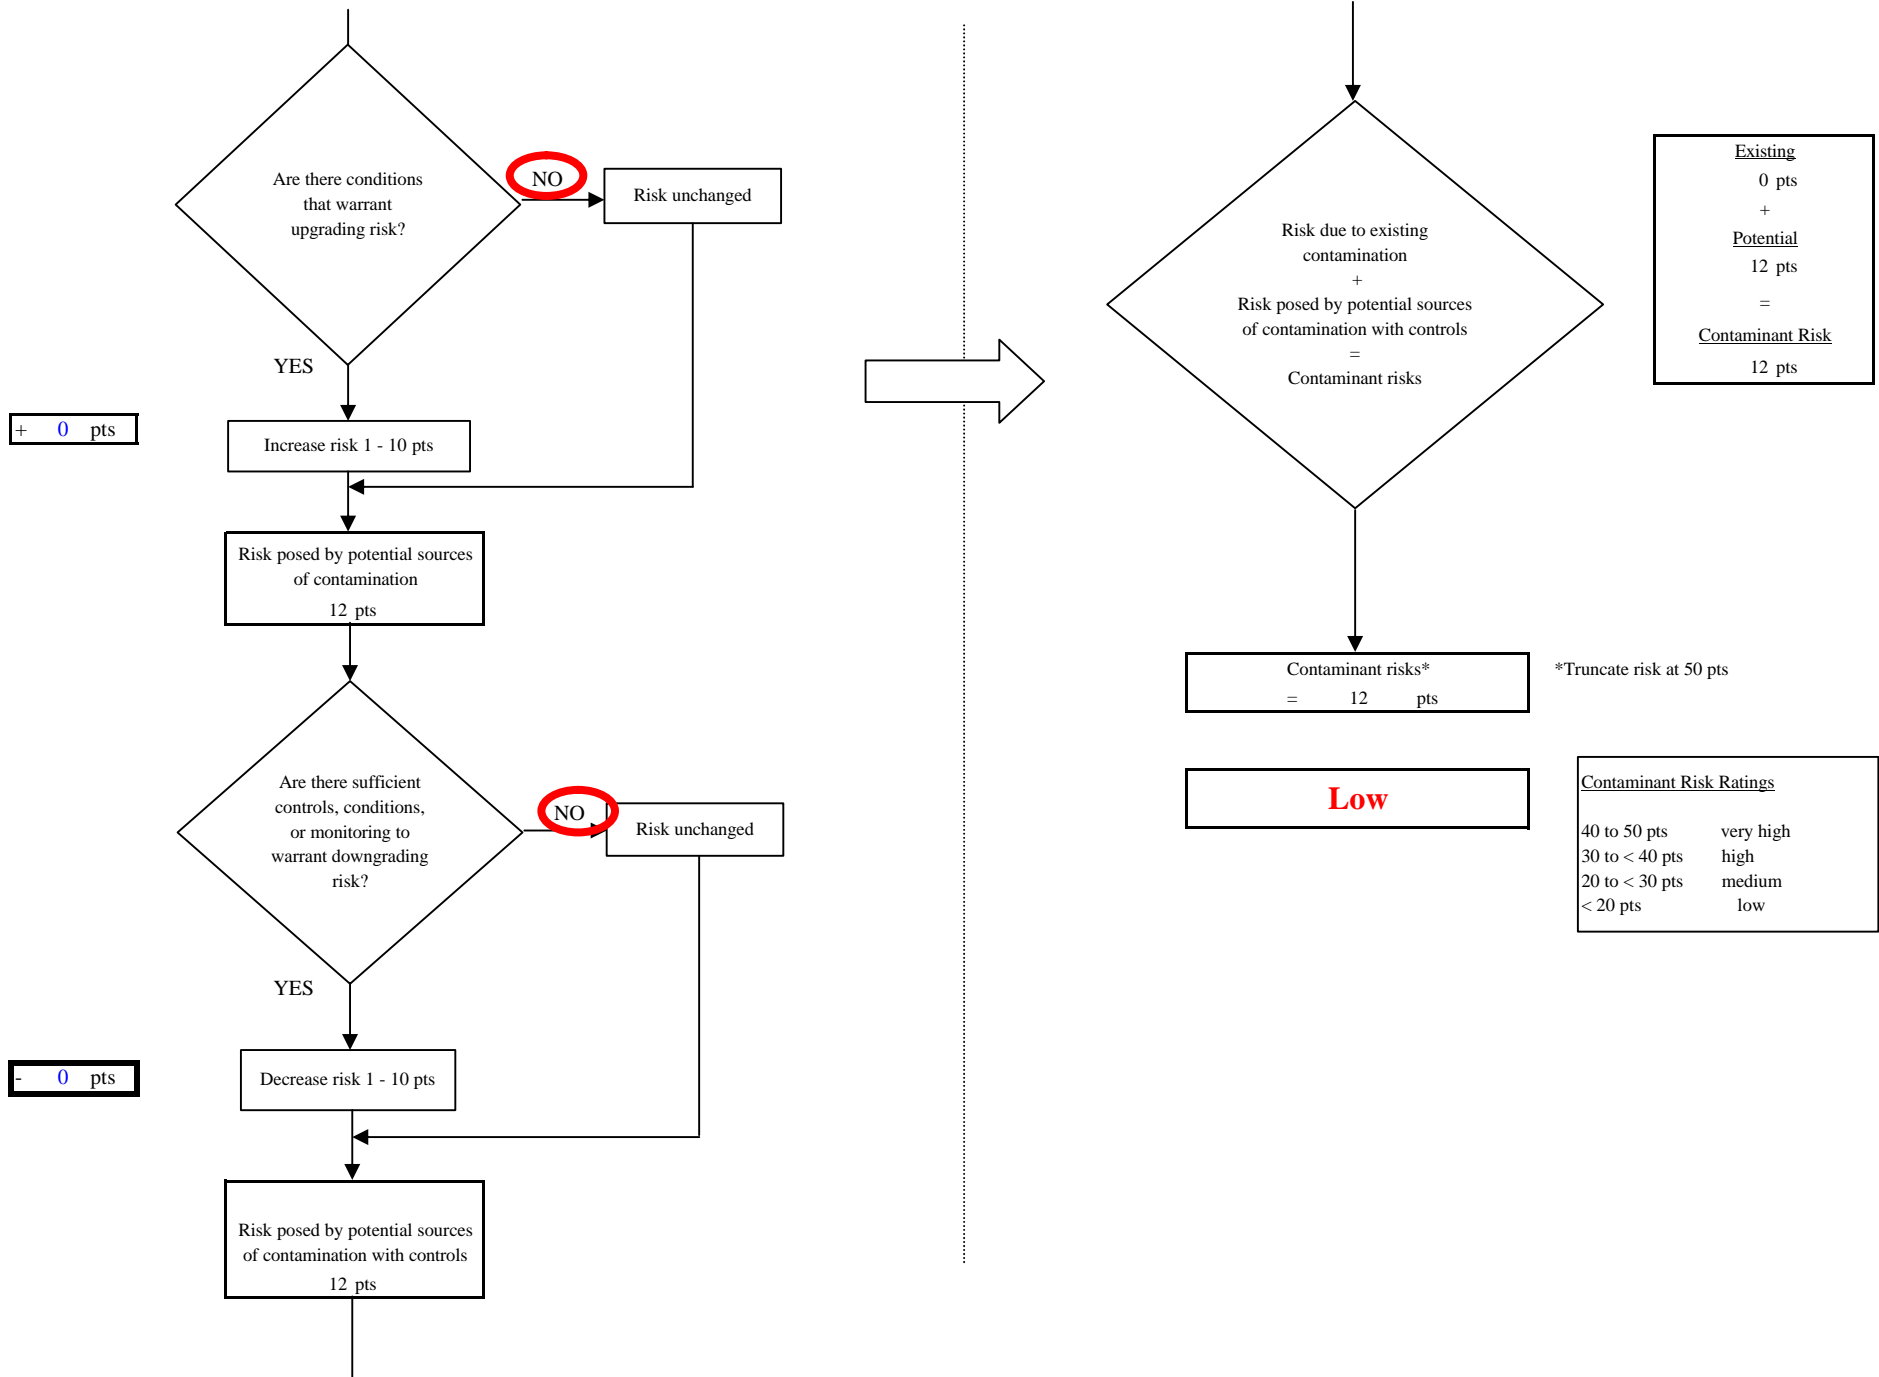 Are there conditions
that warrant
upgrading risk?
NO
Risk unchanged
YES
+ 0 pts
Increase risk 1 - 10 pts
Risk posed by potential sources
of contamination
12 pts
Are there sufficient
controls, conditions,
or monitoring to
warrant downgrading
risk?
NO
Risk unchanged
YES
- 0 pts
Decrease risk 1 - 10 pts
Risk posed by potential sources
of contamination with controls
12 pts
Risk due to existing
contamination
+
Risk posed by potential sources
of contamination with controls
=
Contaminant risks
Existing
0 pts
+
Potential
12 pts
=
Contaminant Risk
12 pts
Contaminant risks*
= 12 pts
*Truncate risk at 50 pts
Low
Contaminant Risk Ratings
40 to 50 pts very high
30 to < 40 pts high
20 to < 30 pts medium
< 20 pts low